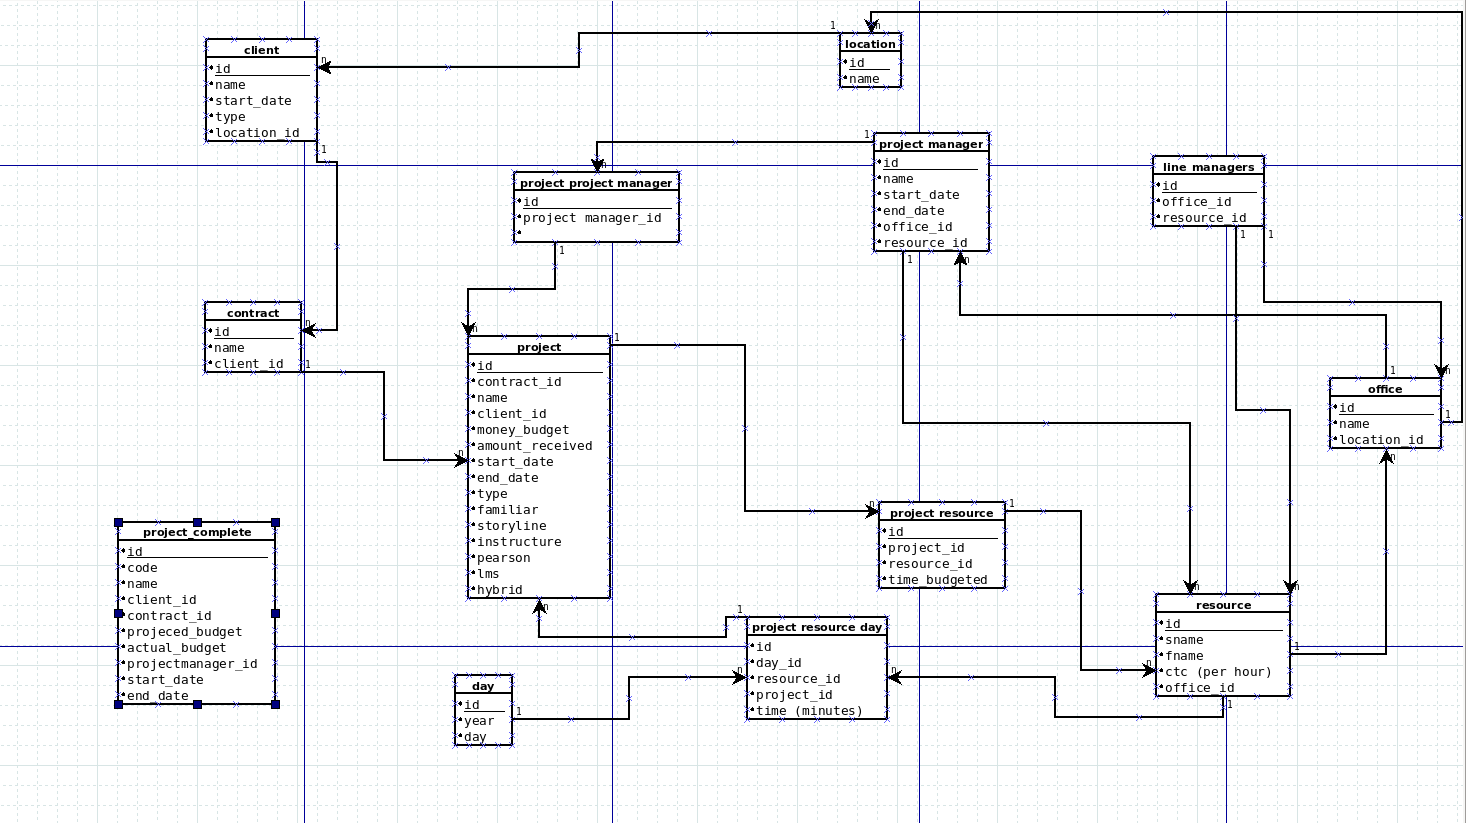 client
id
name
start_date
type
location_id
1
n
location
id
name
1
n
project manager
id
name
start_date
end_date
office_id
resource_id
1
1
n
line managers
id
office_id
resource_id
1
1
project project manager
id
project manager_id
n
1
contract
id
name
client_id
n
1
project
id
contract_id
name
client_id
money_budget
amount_received
start_date
end_date
type
familiar
storyline
instructure
pearson
lms
hybrid
n
1
n
n
office
id
name
location_id
1
n
1
n
project_complete
id
code
name
client_id
contract_id
projeced_budget
actual_budget
projectmanager_id
start_date
end_date
project resource
id
project_id
resource_id
time_budgeted
n
1
resource
id
sname
fname
ctc (per hour)
office_id
n
n
n
1
1
project resource day
id
day_id
resource_id
project_id
time (minutes)
1
n
n
day
id
year
day
1